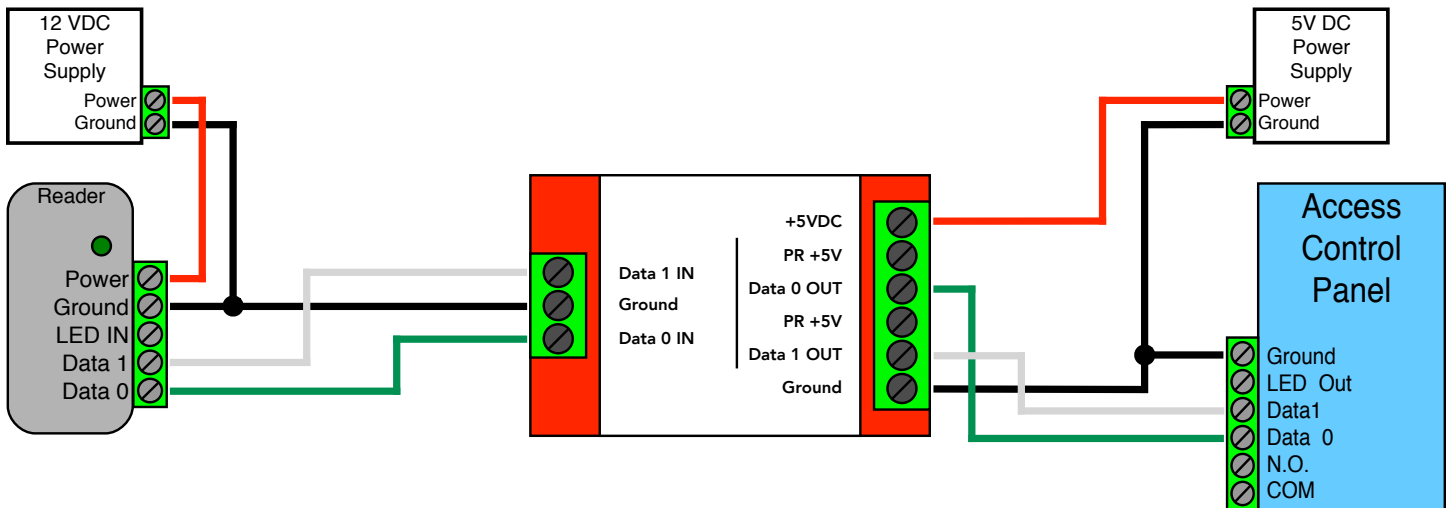 12 VDC
Power
Supply
Power
Ground
Reader
Power
Ground
LED IN
Data 1
Data 0
Data 1 IN
Ground
Data 0 IN
+5VDC
PR +5V
Data 0 OUT
PR +5V
Data 1 OUT
Ground
5V DC
Power
Supply
Power
Ground
Access
Control
Panel
Ground
LED Out
Data1
Data 0
N.O.
COM